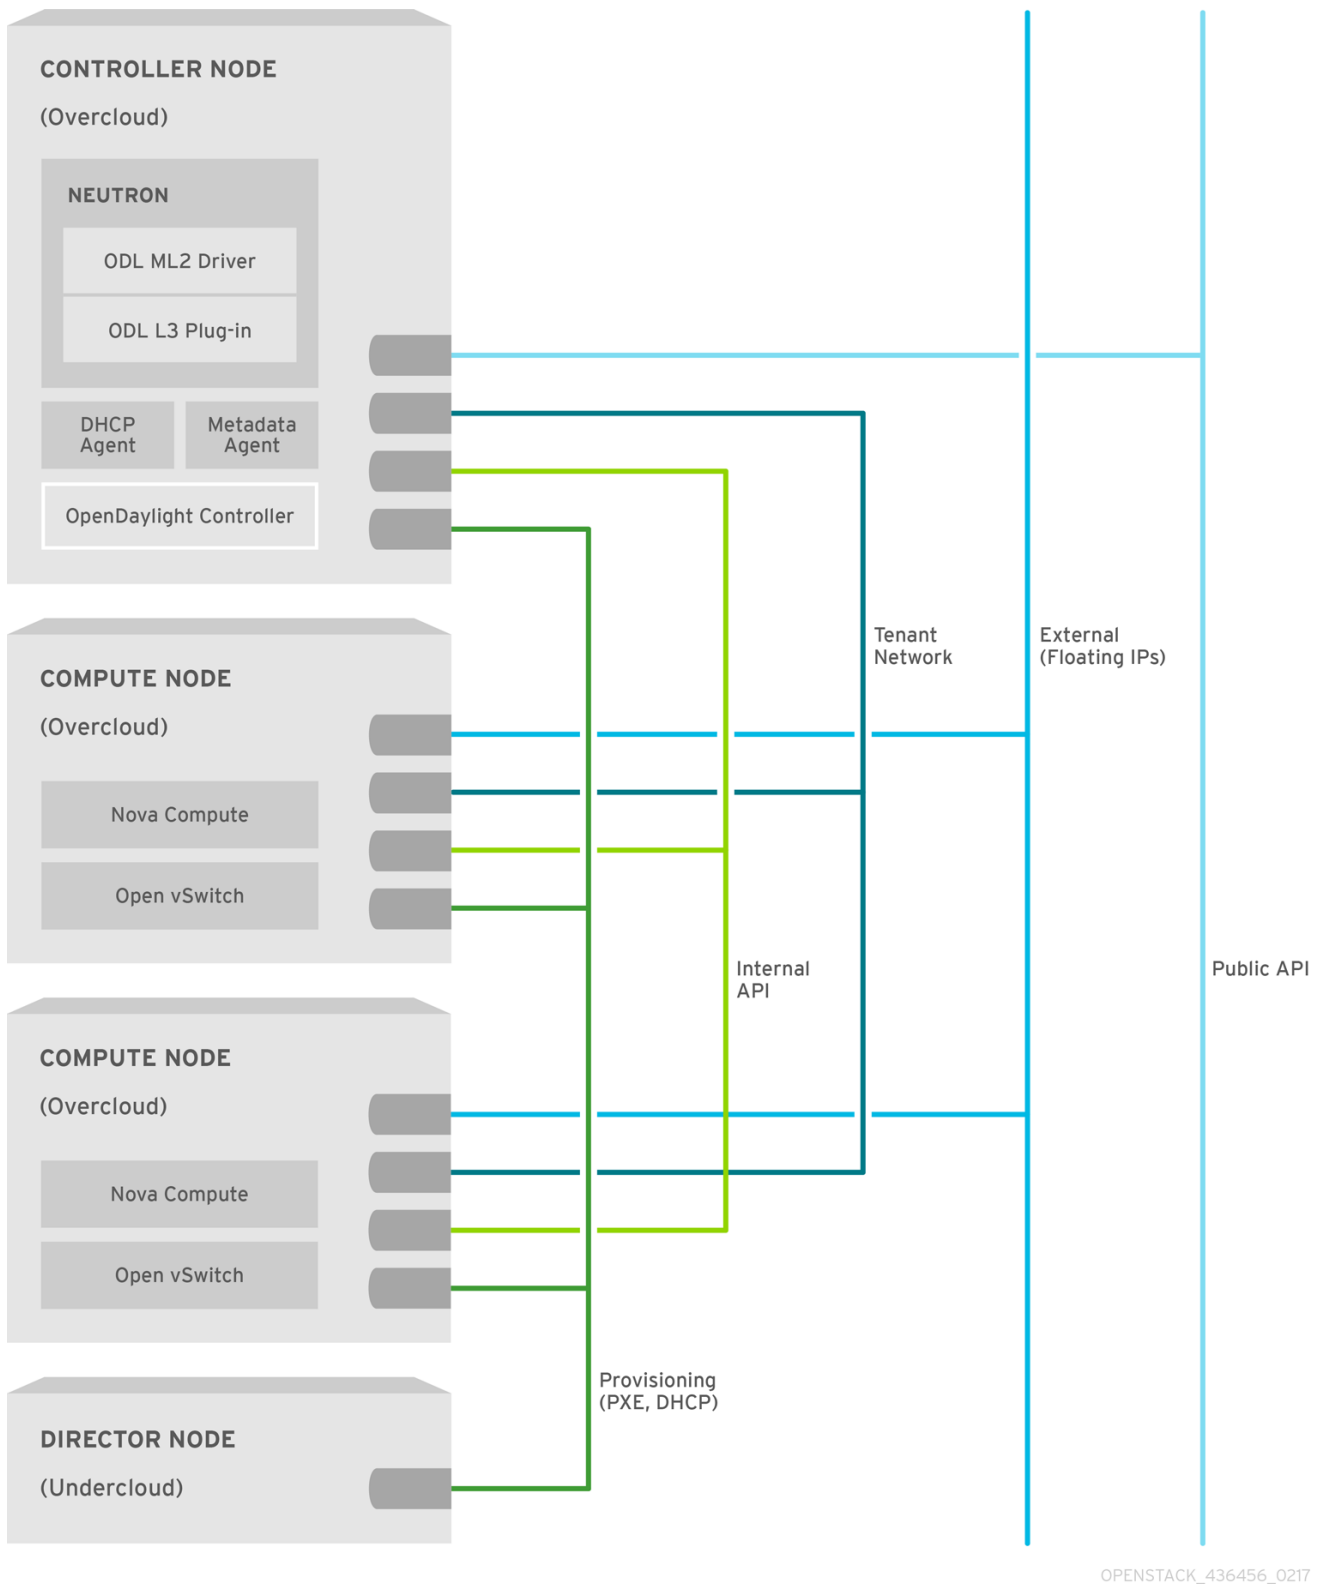 CONTROLLER NODE
(Overcloud)
NEUTRON
ODL ML2 Driver
ODL L3 Plug-in
DHCP
Agent
Metadata
Agent
OpenDaylight Controller
COMPUTE NODE
(Overcloud)
Nova Compute
Open vSwitch
Tenant
Network
External
(Floating IPs)
Internal
API
Public API
COMPUTE NODE
(Overcloud)
Nova Compute
Open vSwitch
Provisioning
(PXE, DHCP)
DIRECTOR NODE
(Undercloud)
OPENSTACK_436456_0217